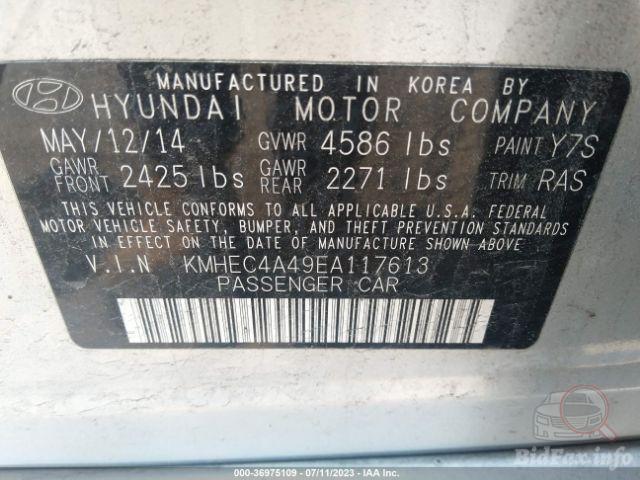 MANUFACTURED IN KOREA BY
HYUNDAI MOTOR COMPANY
MAY/12/14 GVWR 4586 lbs PAINT Y7S
GAWR FRONT 2425 lbs GAWR REAR 2271 lbs TRIM RAS
THIS VEHICLE CONFORMS TO ALL APPLICABLE U.S.A. FEDERAL
MOTOR VEHICLE SAFETY, BUMPER, AND THEFT PREVENTION STANDARDS
IN EFFECT ON THE DATE OF MANUFACTURE SHOWN ABOVE
V.I.N KMHEC4A49EA117613
PASSENGER CAR
BidFax.info
000-36975109 - 07/11/2023 - IAA Inc.